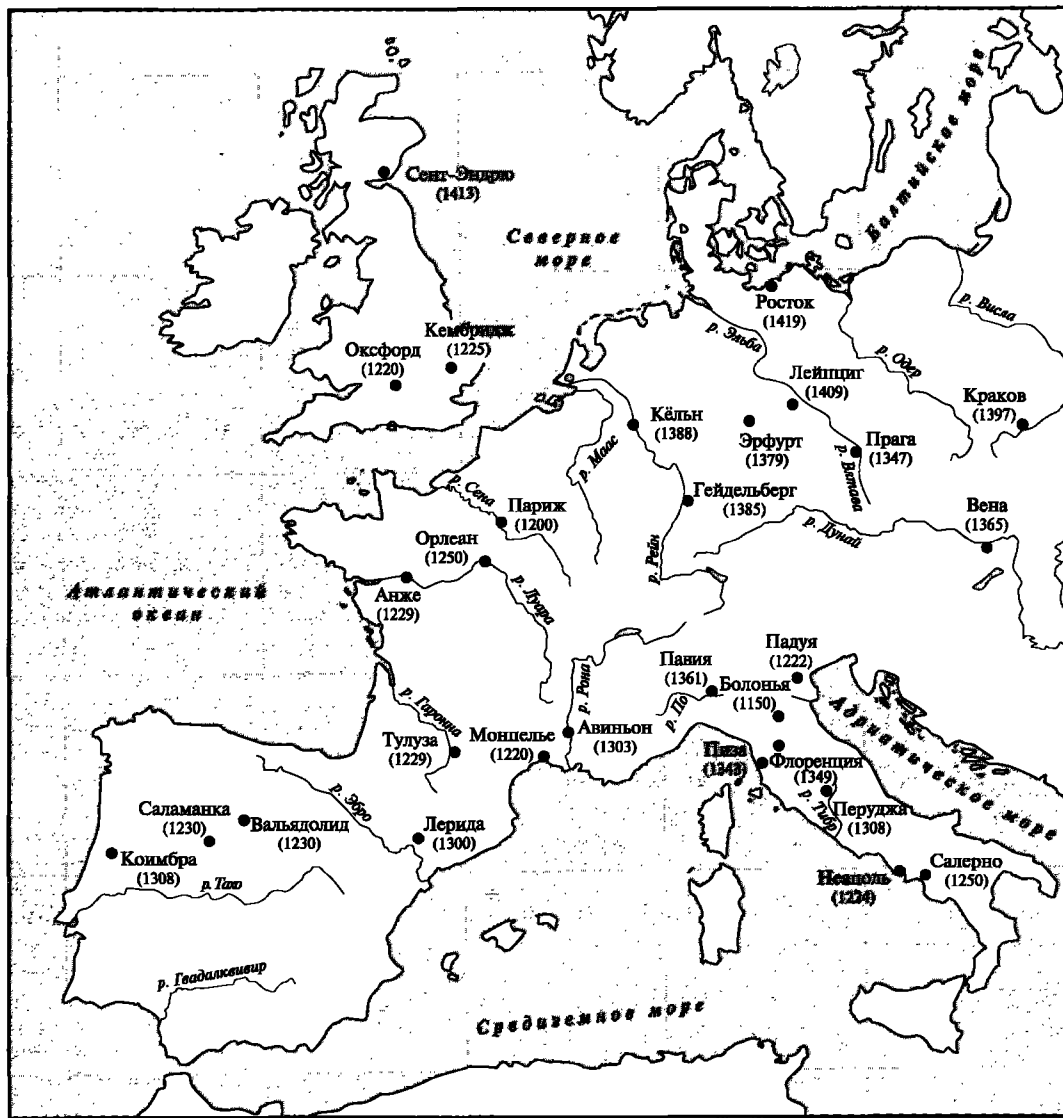 Сент-Эндрю
(1413)
Северное
море
Балтийское море
Росток
(1419)
р. Висла
р. Эльба
р. Одер
Кембридж
(1225)
Оксфорд
(1220)
Лейпциг
(1409)
Краков
(1397)
Кёльн
(1388)
Эрфурт
(1379)
Прага
(1347)
р. Маас
р. Влтава
р. Сена
Париж
(1200)
Гейдельберг
(1385)
р. Дунай
Вена
(1365)
Орлеан
(1250)
р. Рейн
Анже
(1229)
р. Луара
Атлантический
океан
Падуя
(1222)
Пания
(1361)
Болонья
(1150)
р. Рона
р. По
р. Гаронна
Авиньон
(1303)
Монпелье
(1220)
Тулуза
(1229)
Пиза
(1343)
Флоренция
(1349)
Адриатическое море
р. Эбро
р. Тибр
Перуджа
(1308)
Саламанка
(1230)
Вальядолид
(1230)
Лерида
(1300)
Коимбра
(1308)
р. Тахо
Неаполь
(1224)
Салерно
(1250)
р. Гвадалквивир
Средиземное море